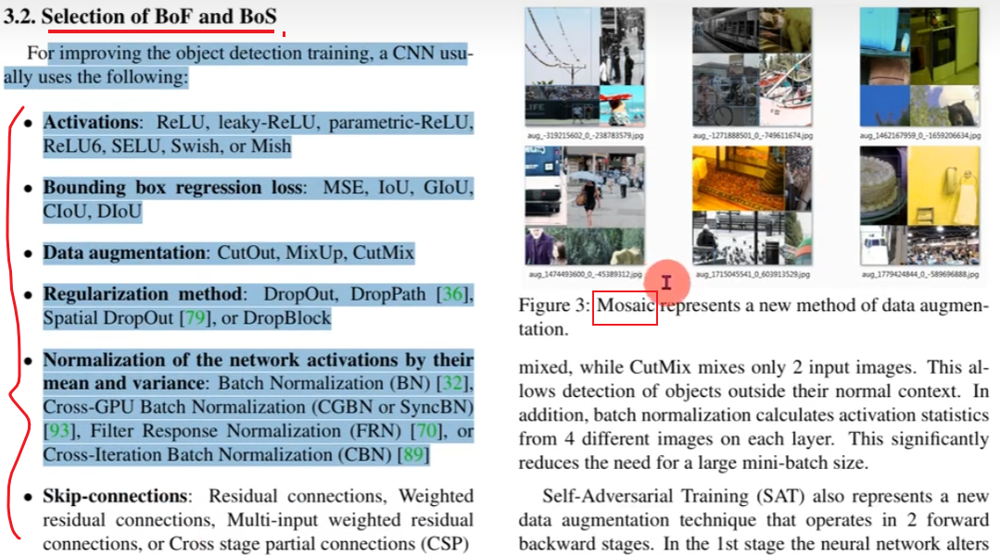 3.2. Selection of BoF and BoS
For improving the object detection training, a CNN usu-
ally uses the following:
• Activations: ReLU, leaky-ReLU, parametric-ReLU,
ReLU6, SELU, Swish, or Mish
• Bounding box regression loss: MSE, IoU, GIoU,
CIoU, DIoU
• Data augmentation: CutOut, MixUp, CutMix
• Regularization method: DropOut, DropPath [36],
Spatial DropOut [79], or DropBlock
• Normalization of the network activations by their
mean and variance: Batch Normalization (BN) [32],
Cross-GPU Batch Normalization (CGBN or SyncBN)
[93], Filter Response Normalization (FRN) [70], or
Cross-Iteration Batch Normalization (CBN) [89]
• Skip-connections: Residual connections, Weighted
residual connections, Multi-input weighted residual
connections, or Cross stage partial connections (CSP)
LIFE
aug_-319215602_0_-238783579.jpg
aug_-1271888501_0_-749611674.jpg
aug_1462167959_0_-1659206634.jpg
aug_1474493600_0_-45389312.jpg
aug_1715045541_0_603913529.jpg
aug_1779424844_0_-589696888.jpg
Figure 3: Mosaic represents a new method of data augmen-
tation.
mixed, while CutMix mixes only 2 input images. This al-
lows detection of objects outside their normal context. In
addition, batch normalization calculates activation statistics
from 4 different images on each layer. This significantly
reduces the need for a large mini-batch size.
Self-Adversarial Training (SAT) also represents a new
data augmentation technique that operates in 2 forward
backward stages. In the 1st stage the neural network alters